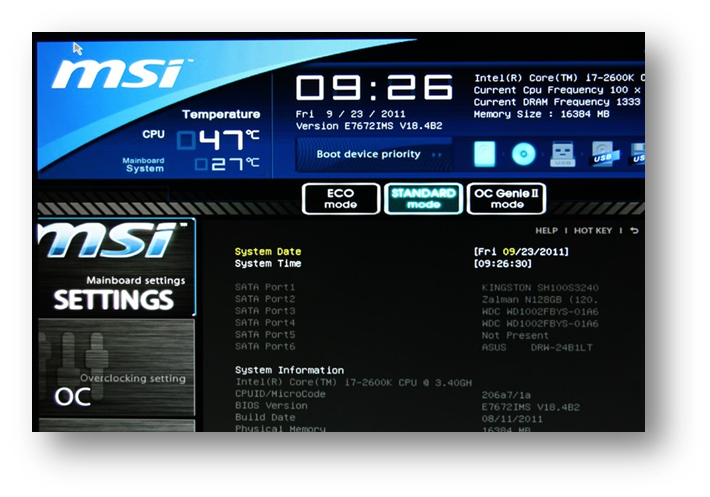 msi
09:26
Fri 9 / 23 / 2011
Version E7672IMS V18.4B2
Intel(R) Core(TM) i7-2600K C
Current Cpu Frequency 100 x
Current DRAM Frequency 1333
Memory Size : 16384 MB
Temperature
CPU 47°C
Mainboard
System 27°C
Boot device priority
USB
USB
ECO
mode
STANDARD
mode
OC Genie II
mode
HELP | HOT KEY |
msi
Mainboard settings
SETTINGS
Overclocking setting
OC
System Date [Fri 09/23/2011]
System Time [09:26:30]
SATA Port1 KINGSTON SH100S3240
SATA Port2 Zalman N128GB (120.
SATA Port3 WDC WD1002FBYS-01A6
SATA Port4 WDC WD1002FBYS-01A6
SATA Port5 Not Present
SATA Port6 ASUS DRW-24B1LT
System Information
Intel(R) Core(TM) i7-2600K CPU @ 3.40GH
CPUID/MicroCode 206a7/1a
BIOS Version E7672IMS V18.4B2
Build Date 08/11/2011
Physical Memory 16384 MB